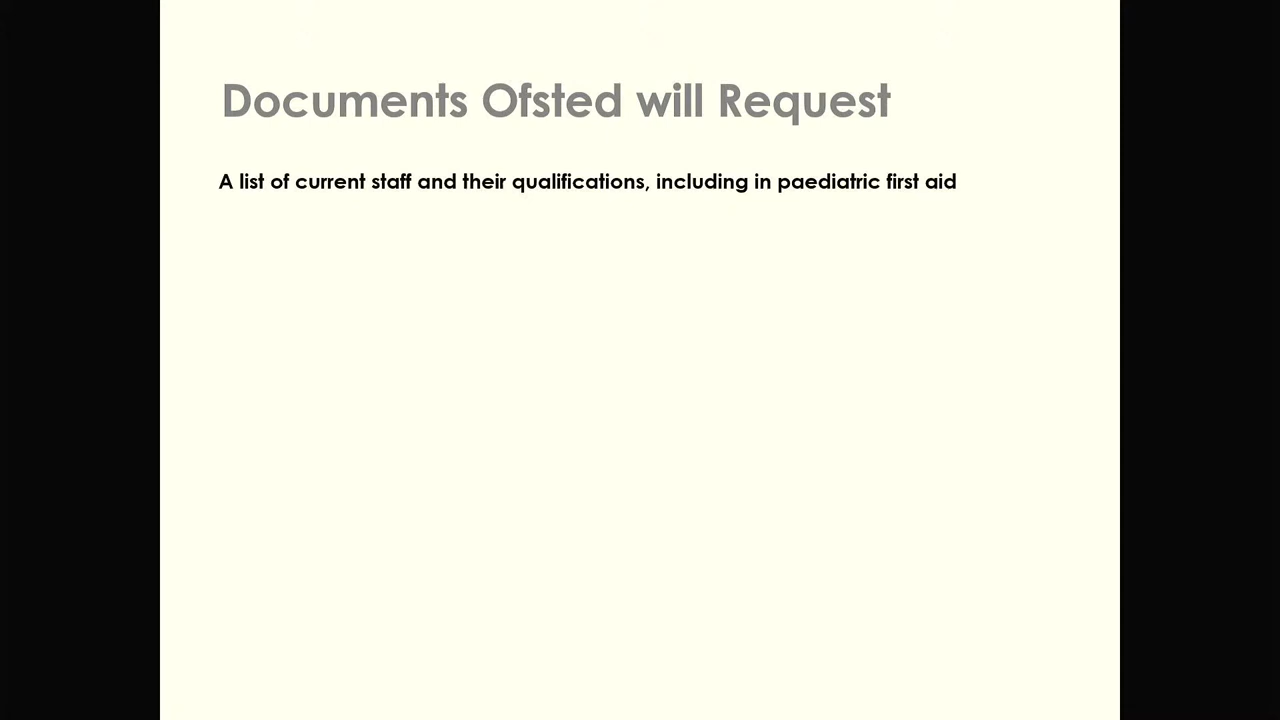 Documents Ofsted will Request
A list of current staff and their qualifications, including in paediatric first aid